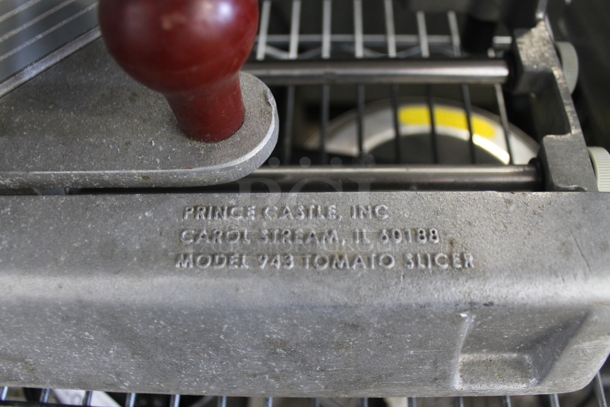 PRINCE CASTLE, INC
CAROL STREAM, IL 60188
MODEL 943 TOMATO SLICER